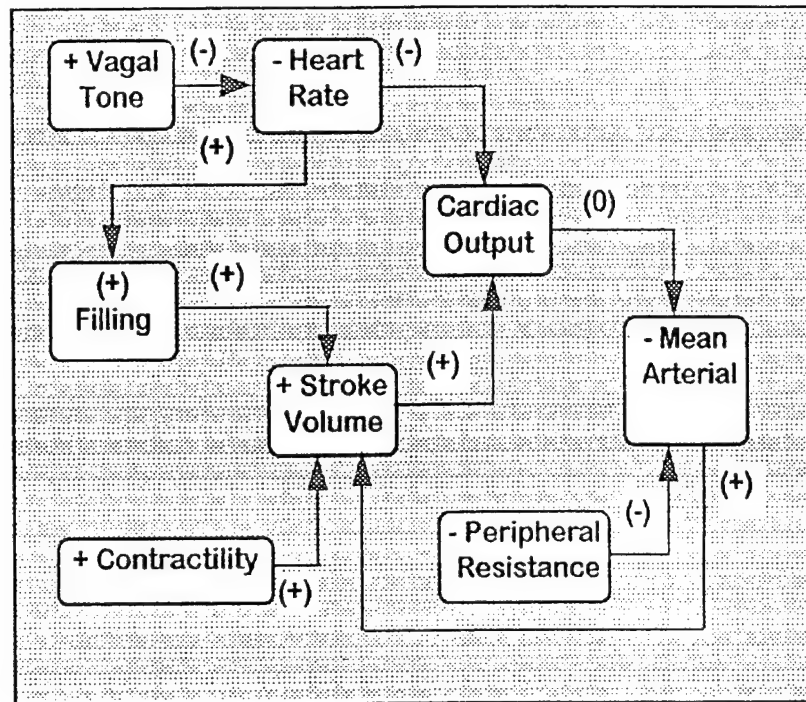 + Vagal
Tone
(-)
- Heart
Rate
(-)
(+)
Cardiac
Output
(0)
(+)
Filling
(+)
- Mean
Arterial
+ Stroke
Volume
(+)
(+)
- Peripheral
Resistance
(-)
+ Contractility
(+)